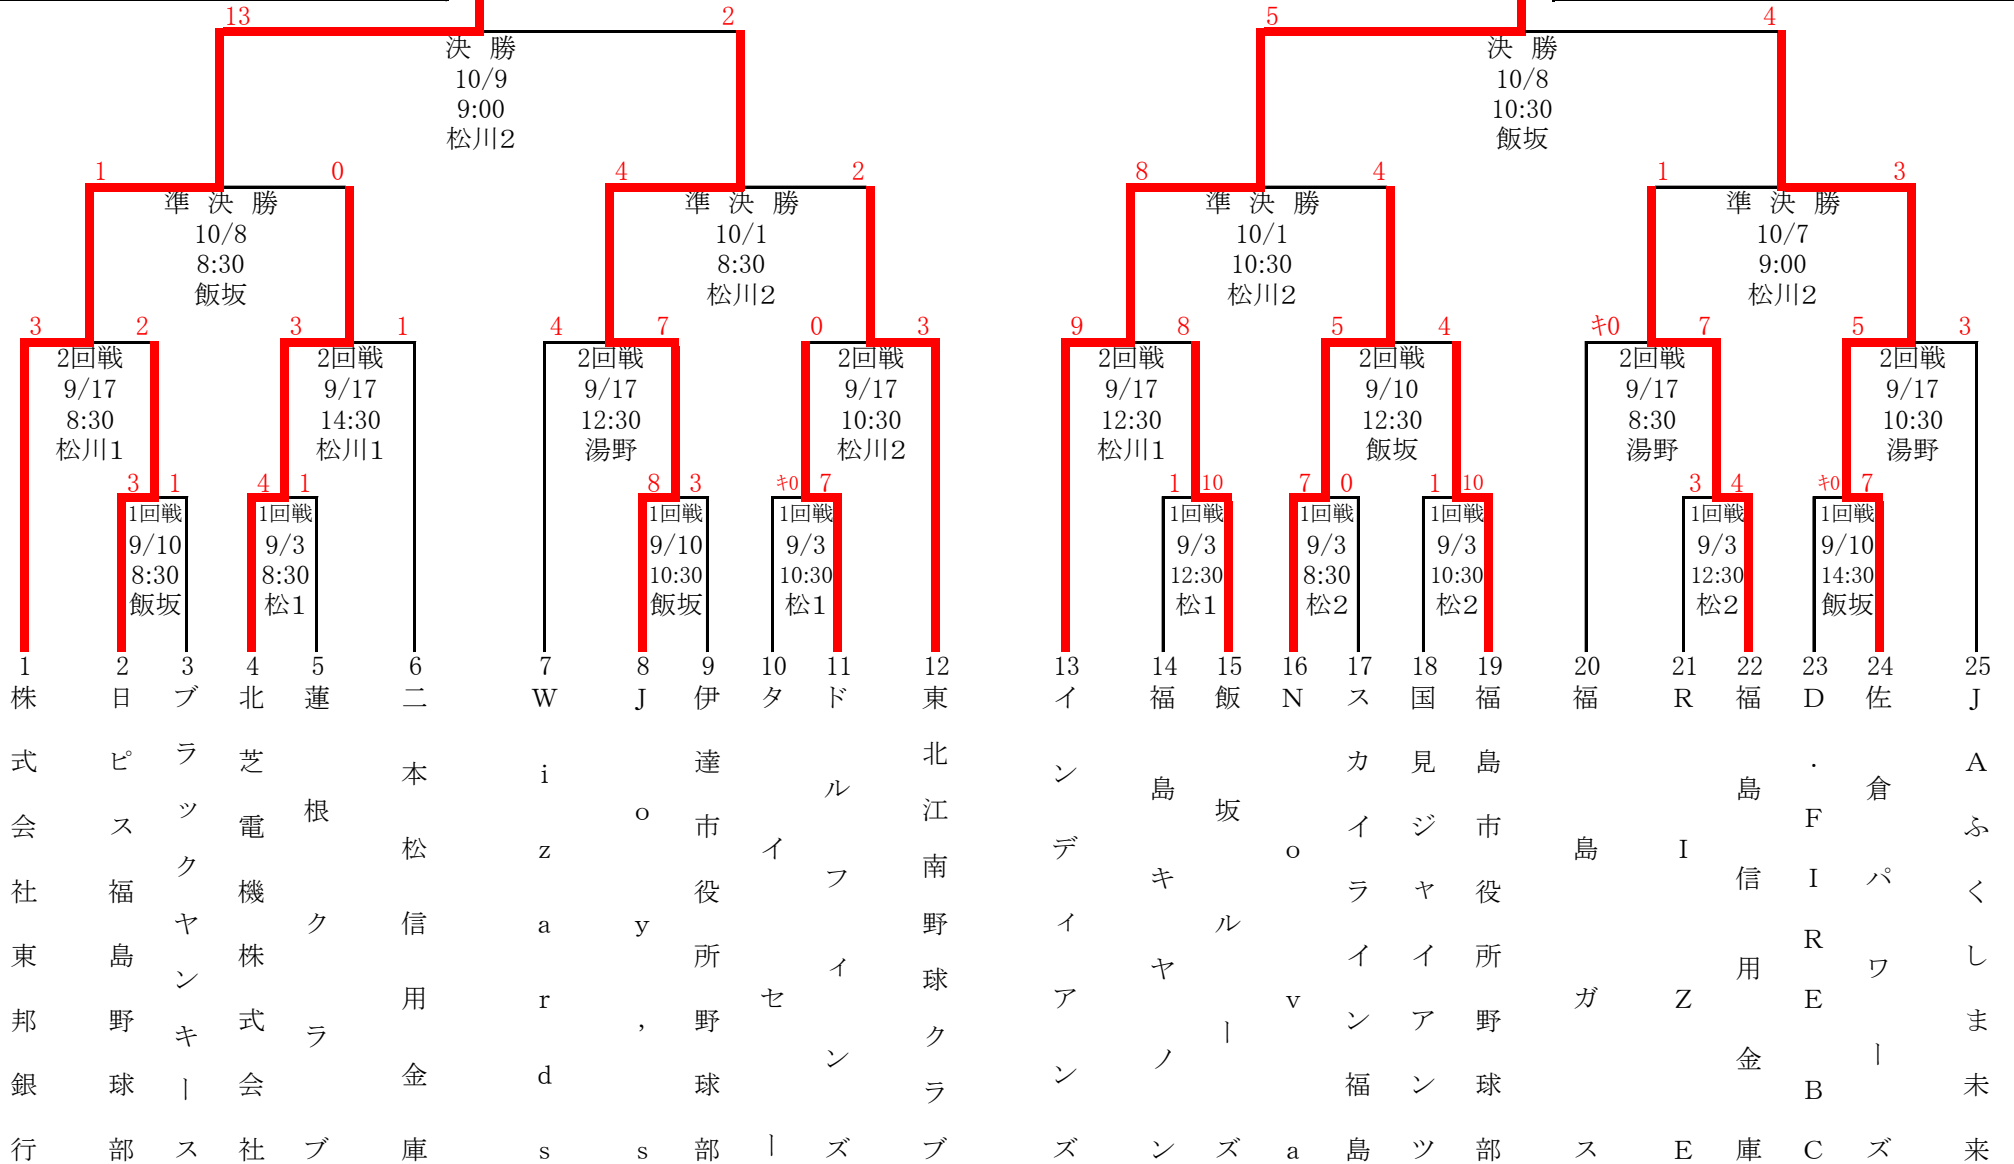 13 2 5 4
決 勝 決 勝
10/9 10/8
9:00 10:30
松川2 飯坂
1 0 4 2 8 4 1 3
準 決 勝 準 決 勝 準 決 勝 準 決 勝
10/8 10/1 10/1 10/7
8:30 8:30 10:30 9:00
飯坂 松川2 松川2 松川2
3 2 3 1 4 7 0 3 9 8 5 4 ｷ0 7 5 3
2回戦 2回戦 2回戦 2回戦 2回戦 2回戦 2回戦 2回戦
9/17 9/17 9/17 9/17 9/17 9/10 9/17 9/17
8:30 14:30 12:30 10:30 12:30 12:30 8:30 10:30
松川1 松川1 湯野 松川2 松川1 飯坂 湯野 湯野
3 1 4 1 8 3 ｷ0 7 1 10 7 0 1 10 3 4 ｷ0 7
1回戦 1回戦 1回戦 1回戦 1回戦 1回戦 1回戦 1回戦 1回戦
9/10 9/3 9/10 9/3 9/3 9/3 9/3 9/3 9/10
8:30 8:30 10:30 10:30 12:30 8:30 10:30 12:30 14:30
飯坂 松1 飯坂 松1 松1 松2 松2 松2 飯坂
1 2 3 4 5 6 7 8 9 10 11 12 13 14 15 16 17 18 19 20 21 22 23 24 25
株式会社東邦銀行
日ピス福島野球部
ブラックヤンキース
北芝電機株式会社
蓮根クラブ
二本松信用金庫
Wizards
Joy,s
伊達市役所野球部
タイセー
ドルフィンズ
東北江南野球クラブ
インディアンズ
福島キヤノン
飯坂ルーズ
Nova
スカイライン福島
国見ジャイアンツ
福島市役所野球部
福島ガス
RIZE
福島信用金庫
D.FIRE BC
佐倉パワーズ
JAふくしま未来